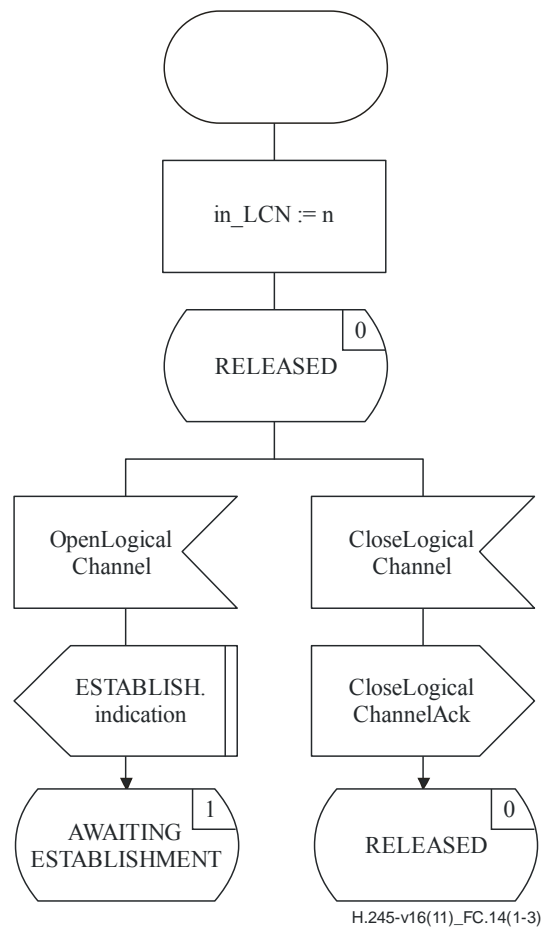 in_LCN := n
0
RELEASED
OpenLogical
Channel
CloseLogical
Channel
ESTABLISH.
indication
CloseLogical
ChannelAck
1
AWAITING
ESTABLISHMENT
0
RELEASED
H.245-v16(11)_FC.14(1-3)